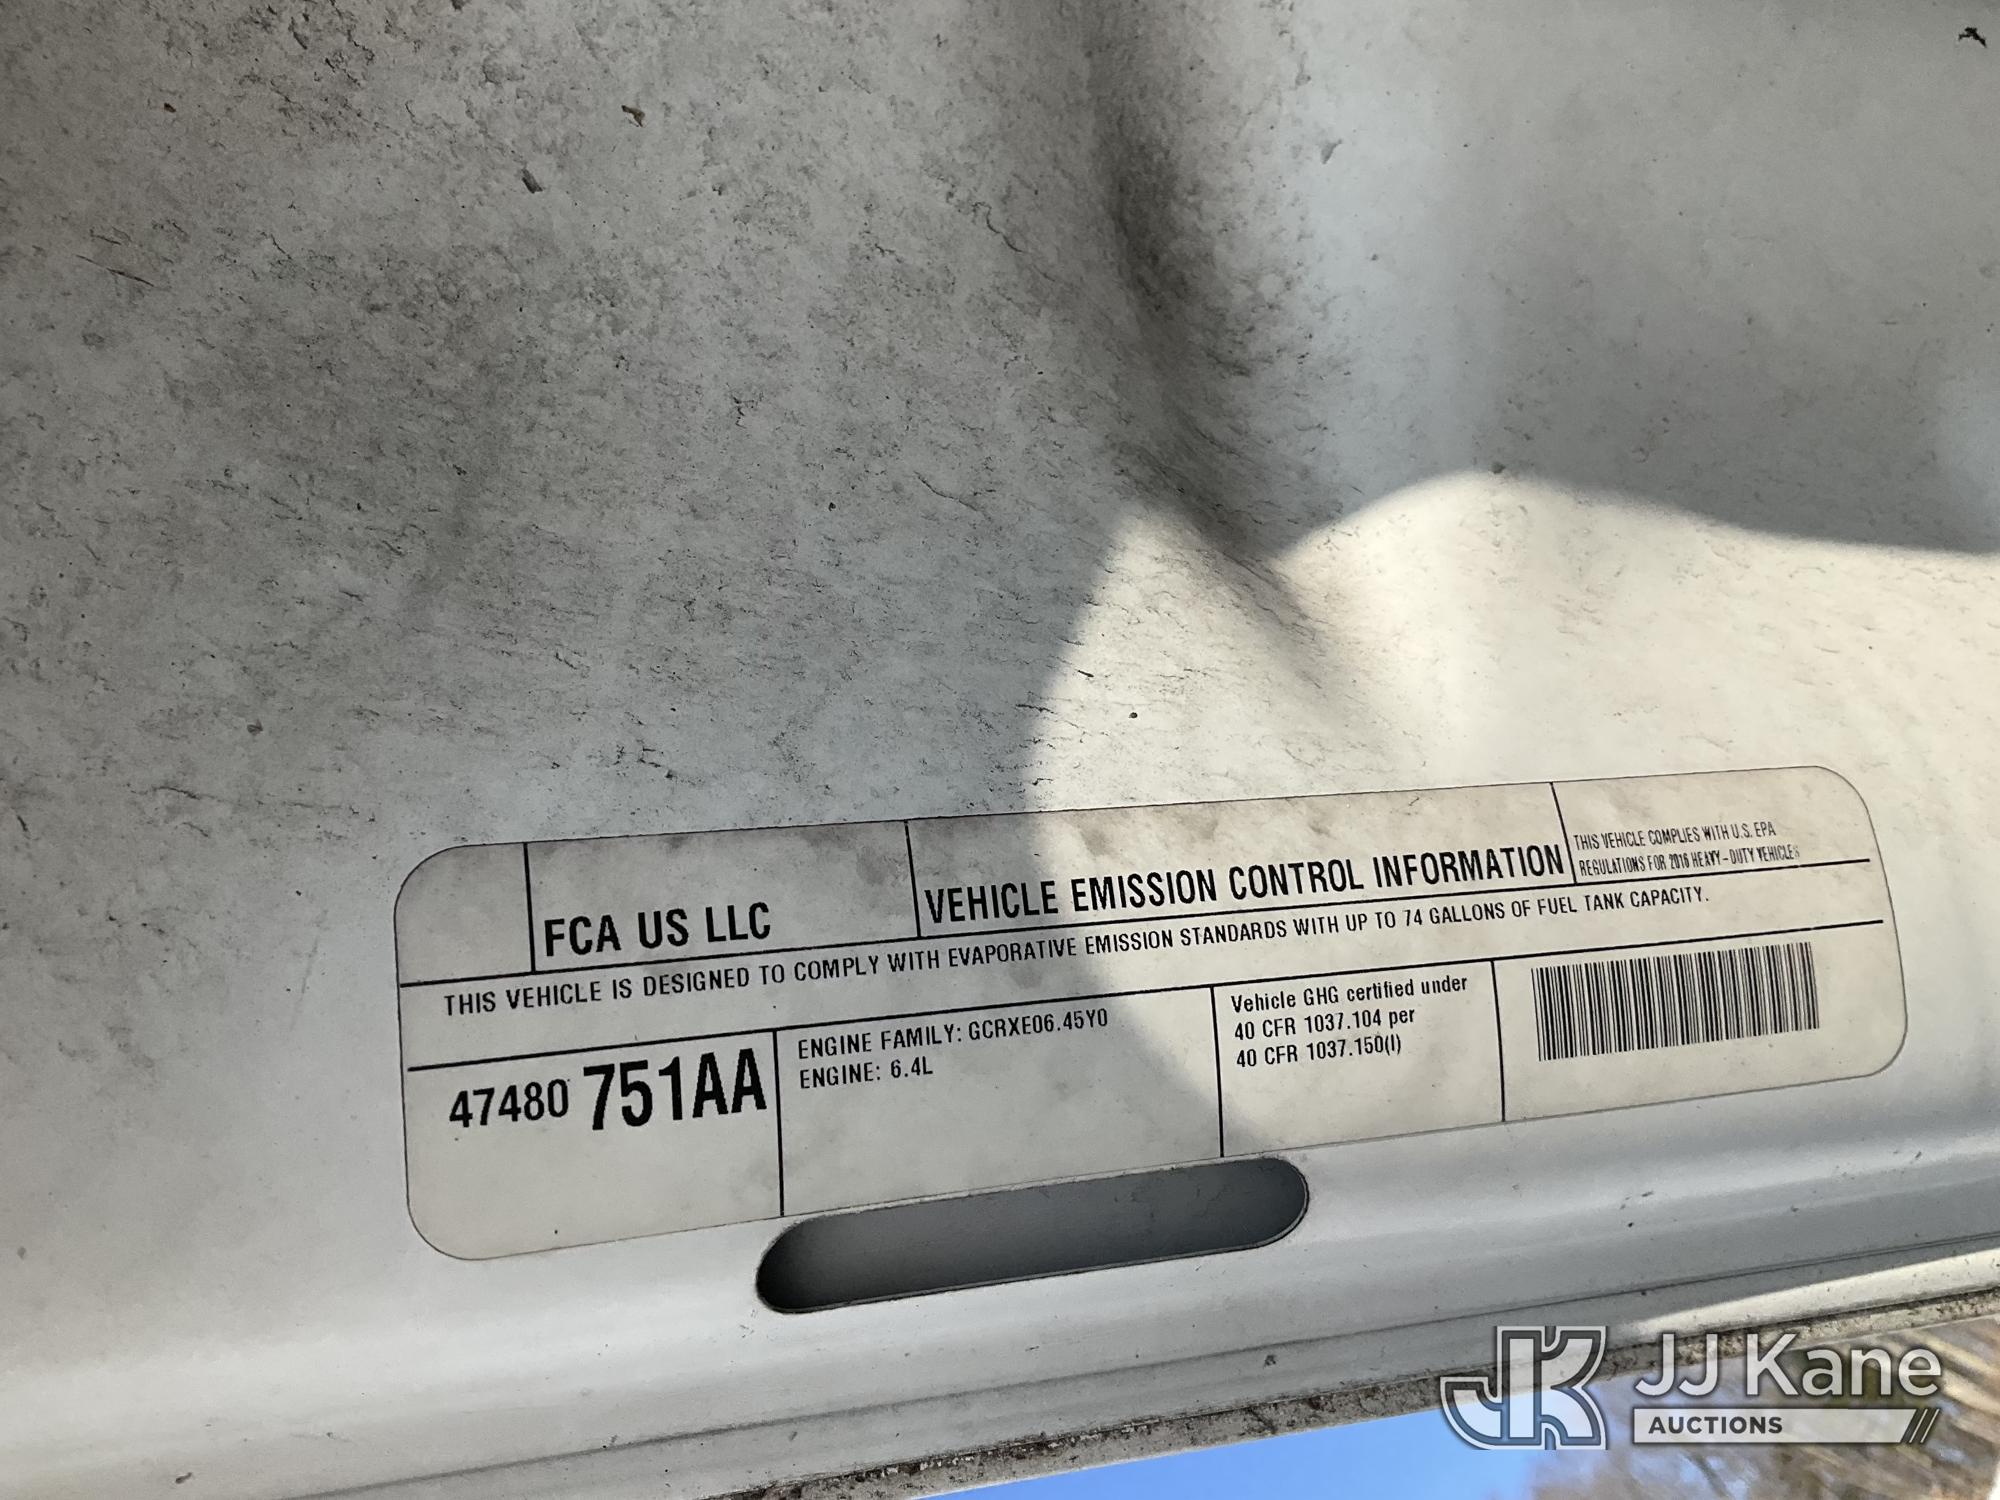 FCA US LLC
VEHICLE EMISSION CONTROL INFORMATION
THIS VEHICLE COMPLIES WITH U.S. EPA
REGULATIONS FOR 2016 HEAVY-DUTY VEHICLES
THIS VEHICLE IS DESIGNED TO COMPLY WITH EVAPORATIVE EMISSION STANDARDS WITH UP TO 74 GALLONS OF FUEL TANK CAPACITY.
47480 751AA
ENGINE FAMILY: GCRXE06.45Y0
ENGINE: 6.4L
Vehicle GHG certified under
40 CFR 1037.104 per
40 CFR 1037.150(l)
JJ Kane
AUCTIONS